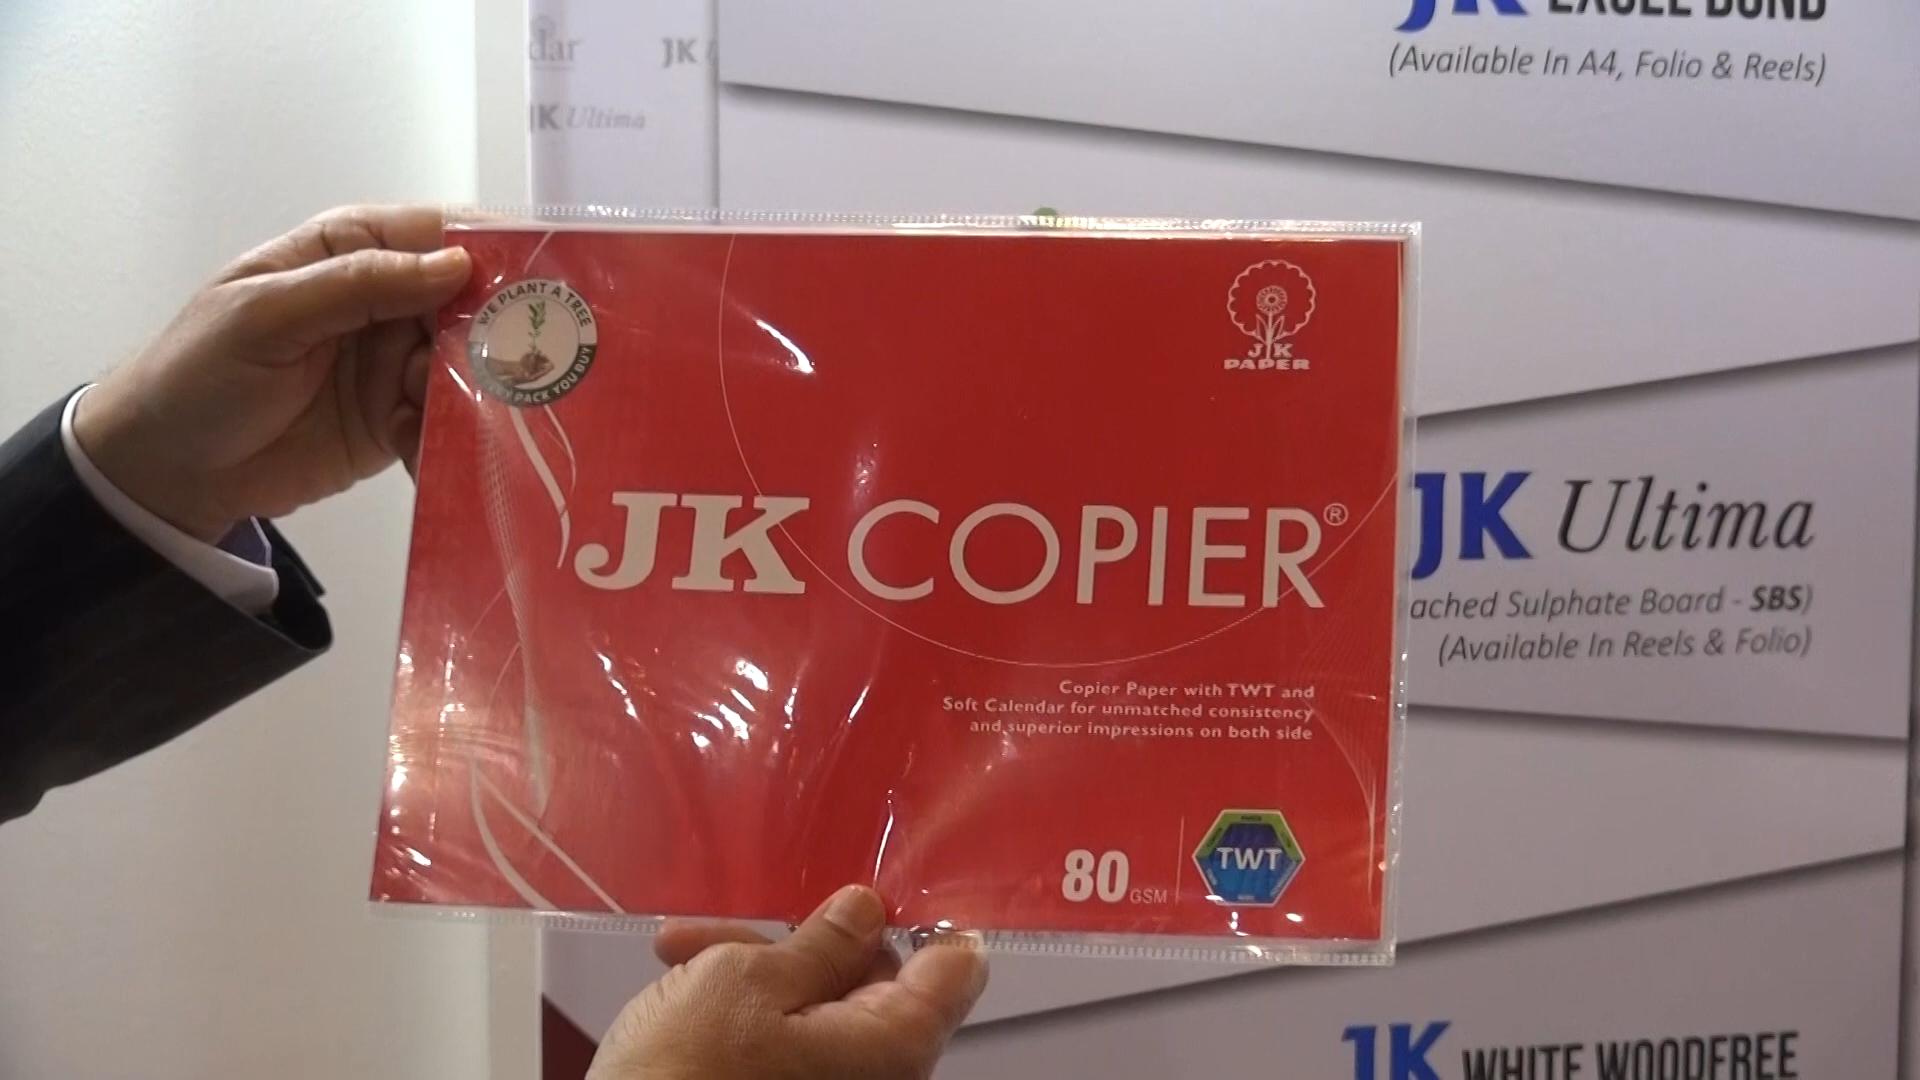 JK EXCEL BOND
(Available In A4, Folio & Reels)
dar
JK
JK Ultima
WE PLANT A TREE
PACK YOU BUY
JK
PAPER
JK COPIER®
Copier Paper with TWT and
Soft Calendar for unmatched consistency
and superior impressions on both side
80 GSM
TWT
JK Ultima
ached Sulphate Board - SBS)
(Available In Reels & Folio)
JK WHITE WOODFREE